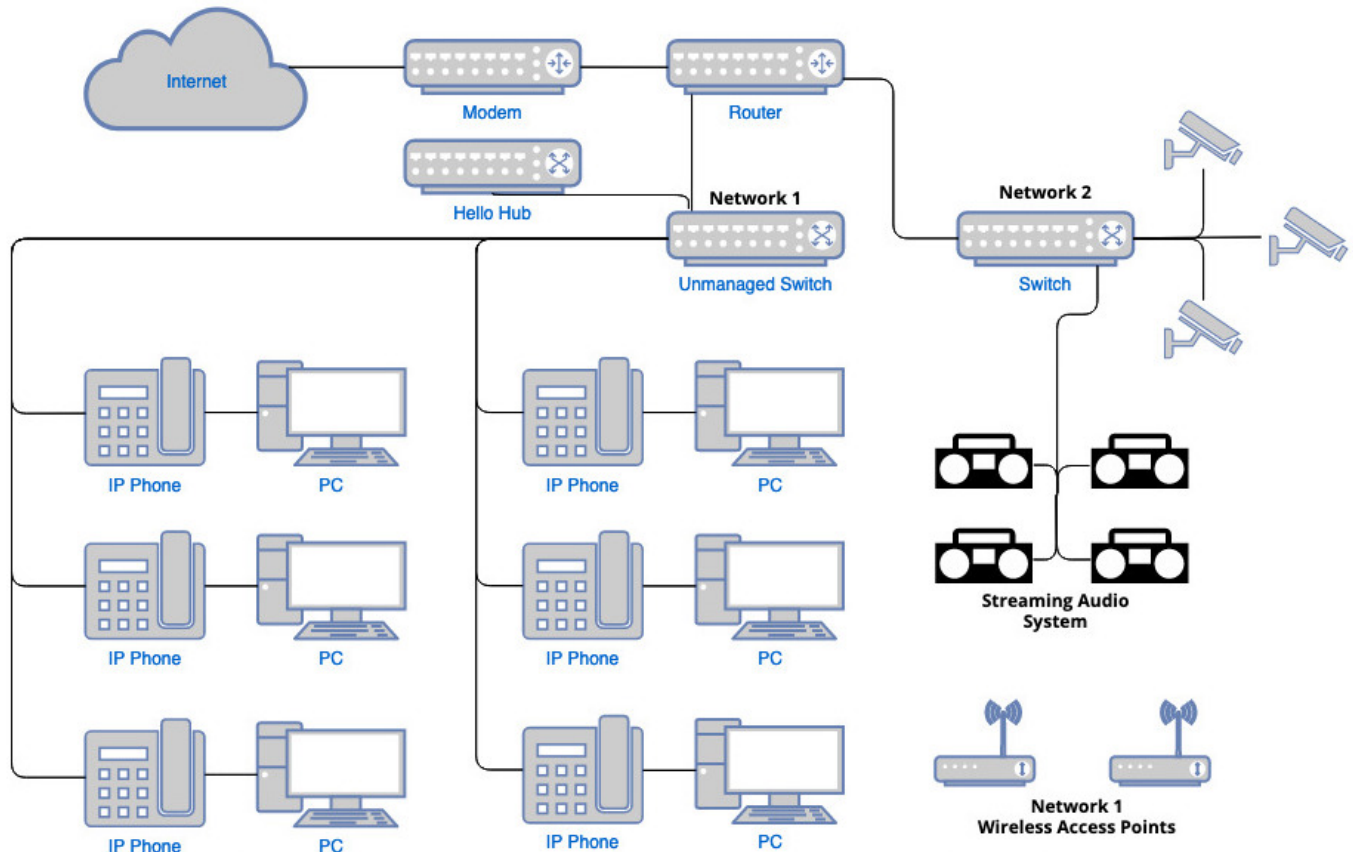 Internet
Modem
Router
Hello Hub
Network 1
Unmanaged Switch
Network 2
Switch
IP Phone
PC
IP Phone
PC
IP Phone
PC
IP Phone
PC
Streaming Audio
System
IP Phone
PC
IP Phone
PC
Network 1
Wireless Access Points